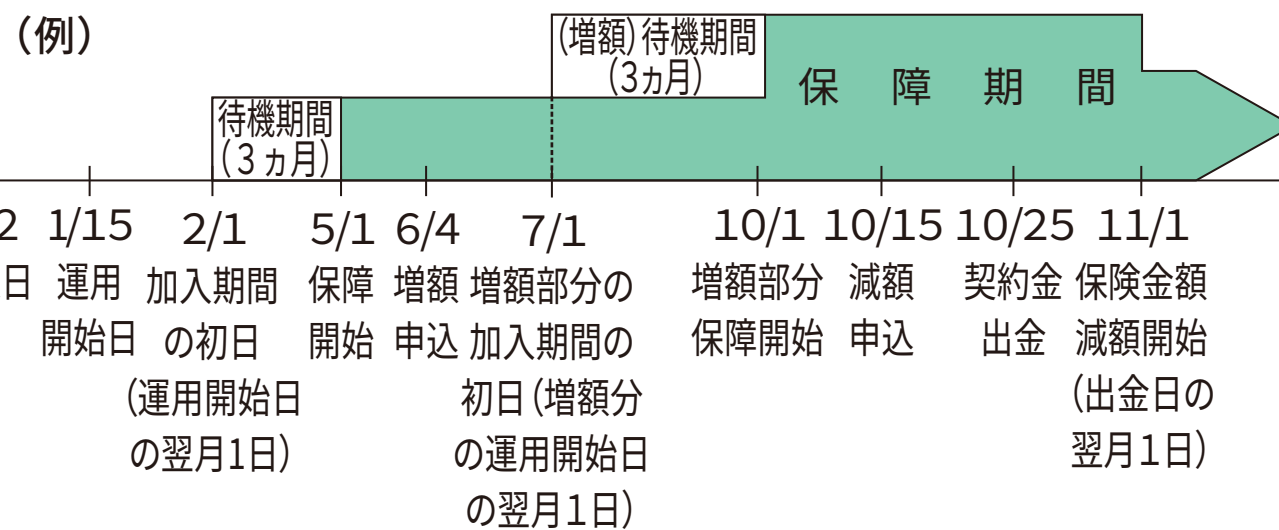 （例）
(増額)待機期間
(3ヵ月)
保障期間
待機期間
(３ヵ月)
2 1/15 2/1 5/1 6/4 7/1 10/1 10/15 10/25 11/1
日
運用
開始日
加入期間
の初日
(運用開始日
の翌月1日)
保障
開始
増額
申込
増額部分の
加入期間の
初日(増額分
の運用開始日
の翌月1日)
増額部分
保障開始
減額
申込
契約金
出金
保険金額
減額開始
(出金日の
翌月1日)